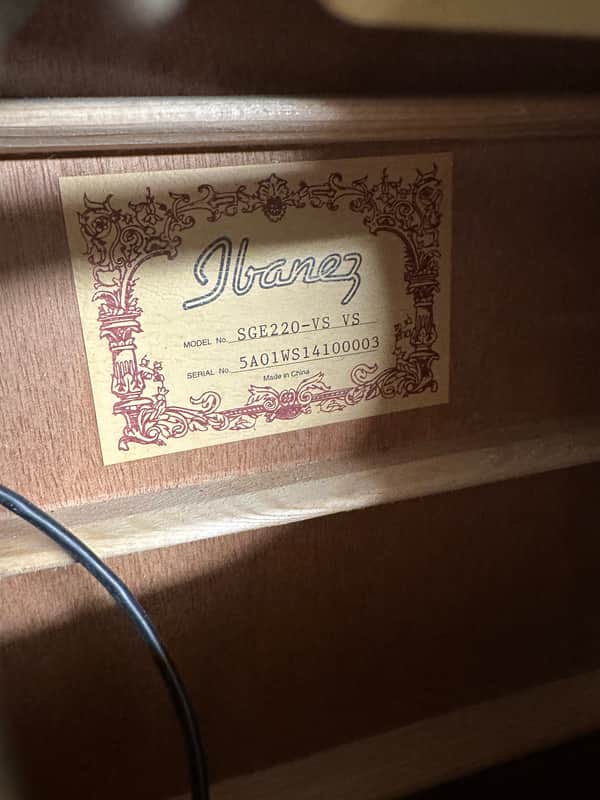 Ibanez
MODEL No. SGE220-VS VS
SERIAL No. 5A01WS14100003
Made in China